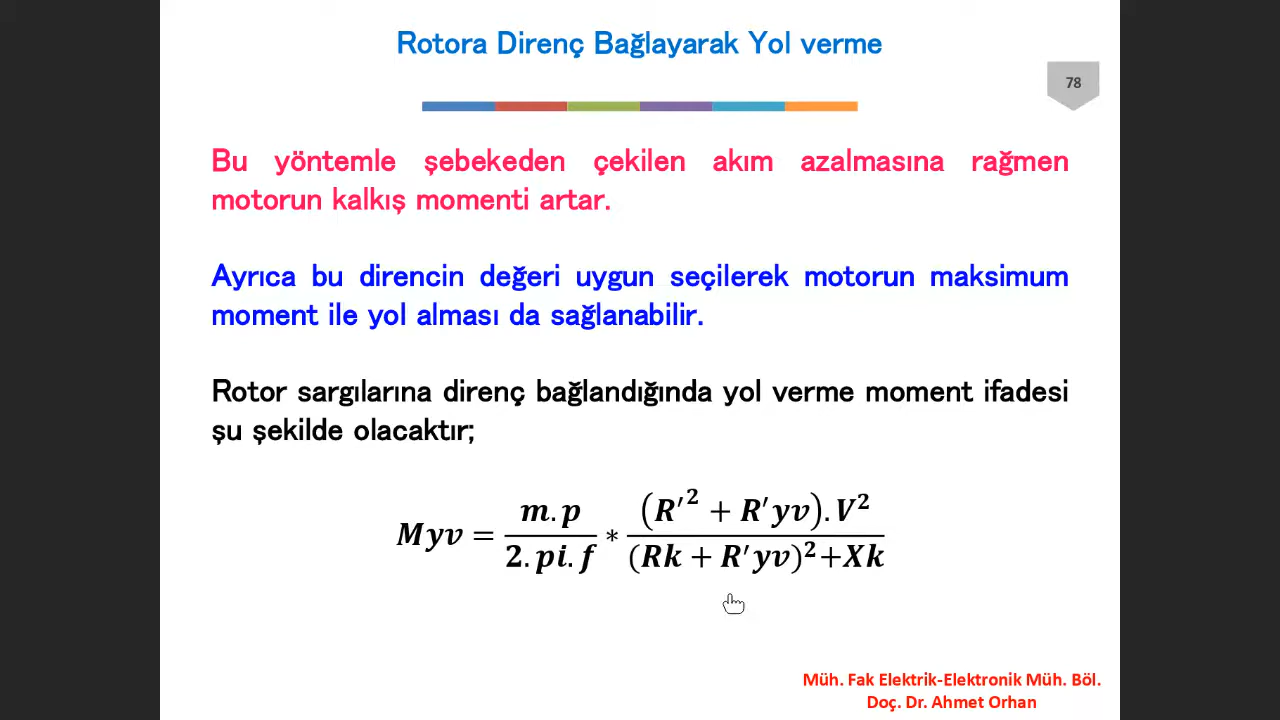 Rotora Direnç Bağlayarak Yol verme
78
Bu yöntemle şebekeden çekilen akım azalmasına rağmen
motorun kalkış momenti artar.
Ayrıca bu direncin değeri uygun seçilerek motorun maksimum
moment ile yol alması da sağlanabilir.
Rotor sargılarına direnç bağlandığında yol verme moment ifadesi
şu şekilde olacaktır;
Myv = m.p / 2.pi.f * (R′² + R′yv).V² / (Rk + R′yv)²+Xk
Müh. Fak Elektrik-Elektronik Müh. Böl.
Doç. Dr. Ahmet Orhan